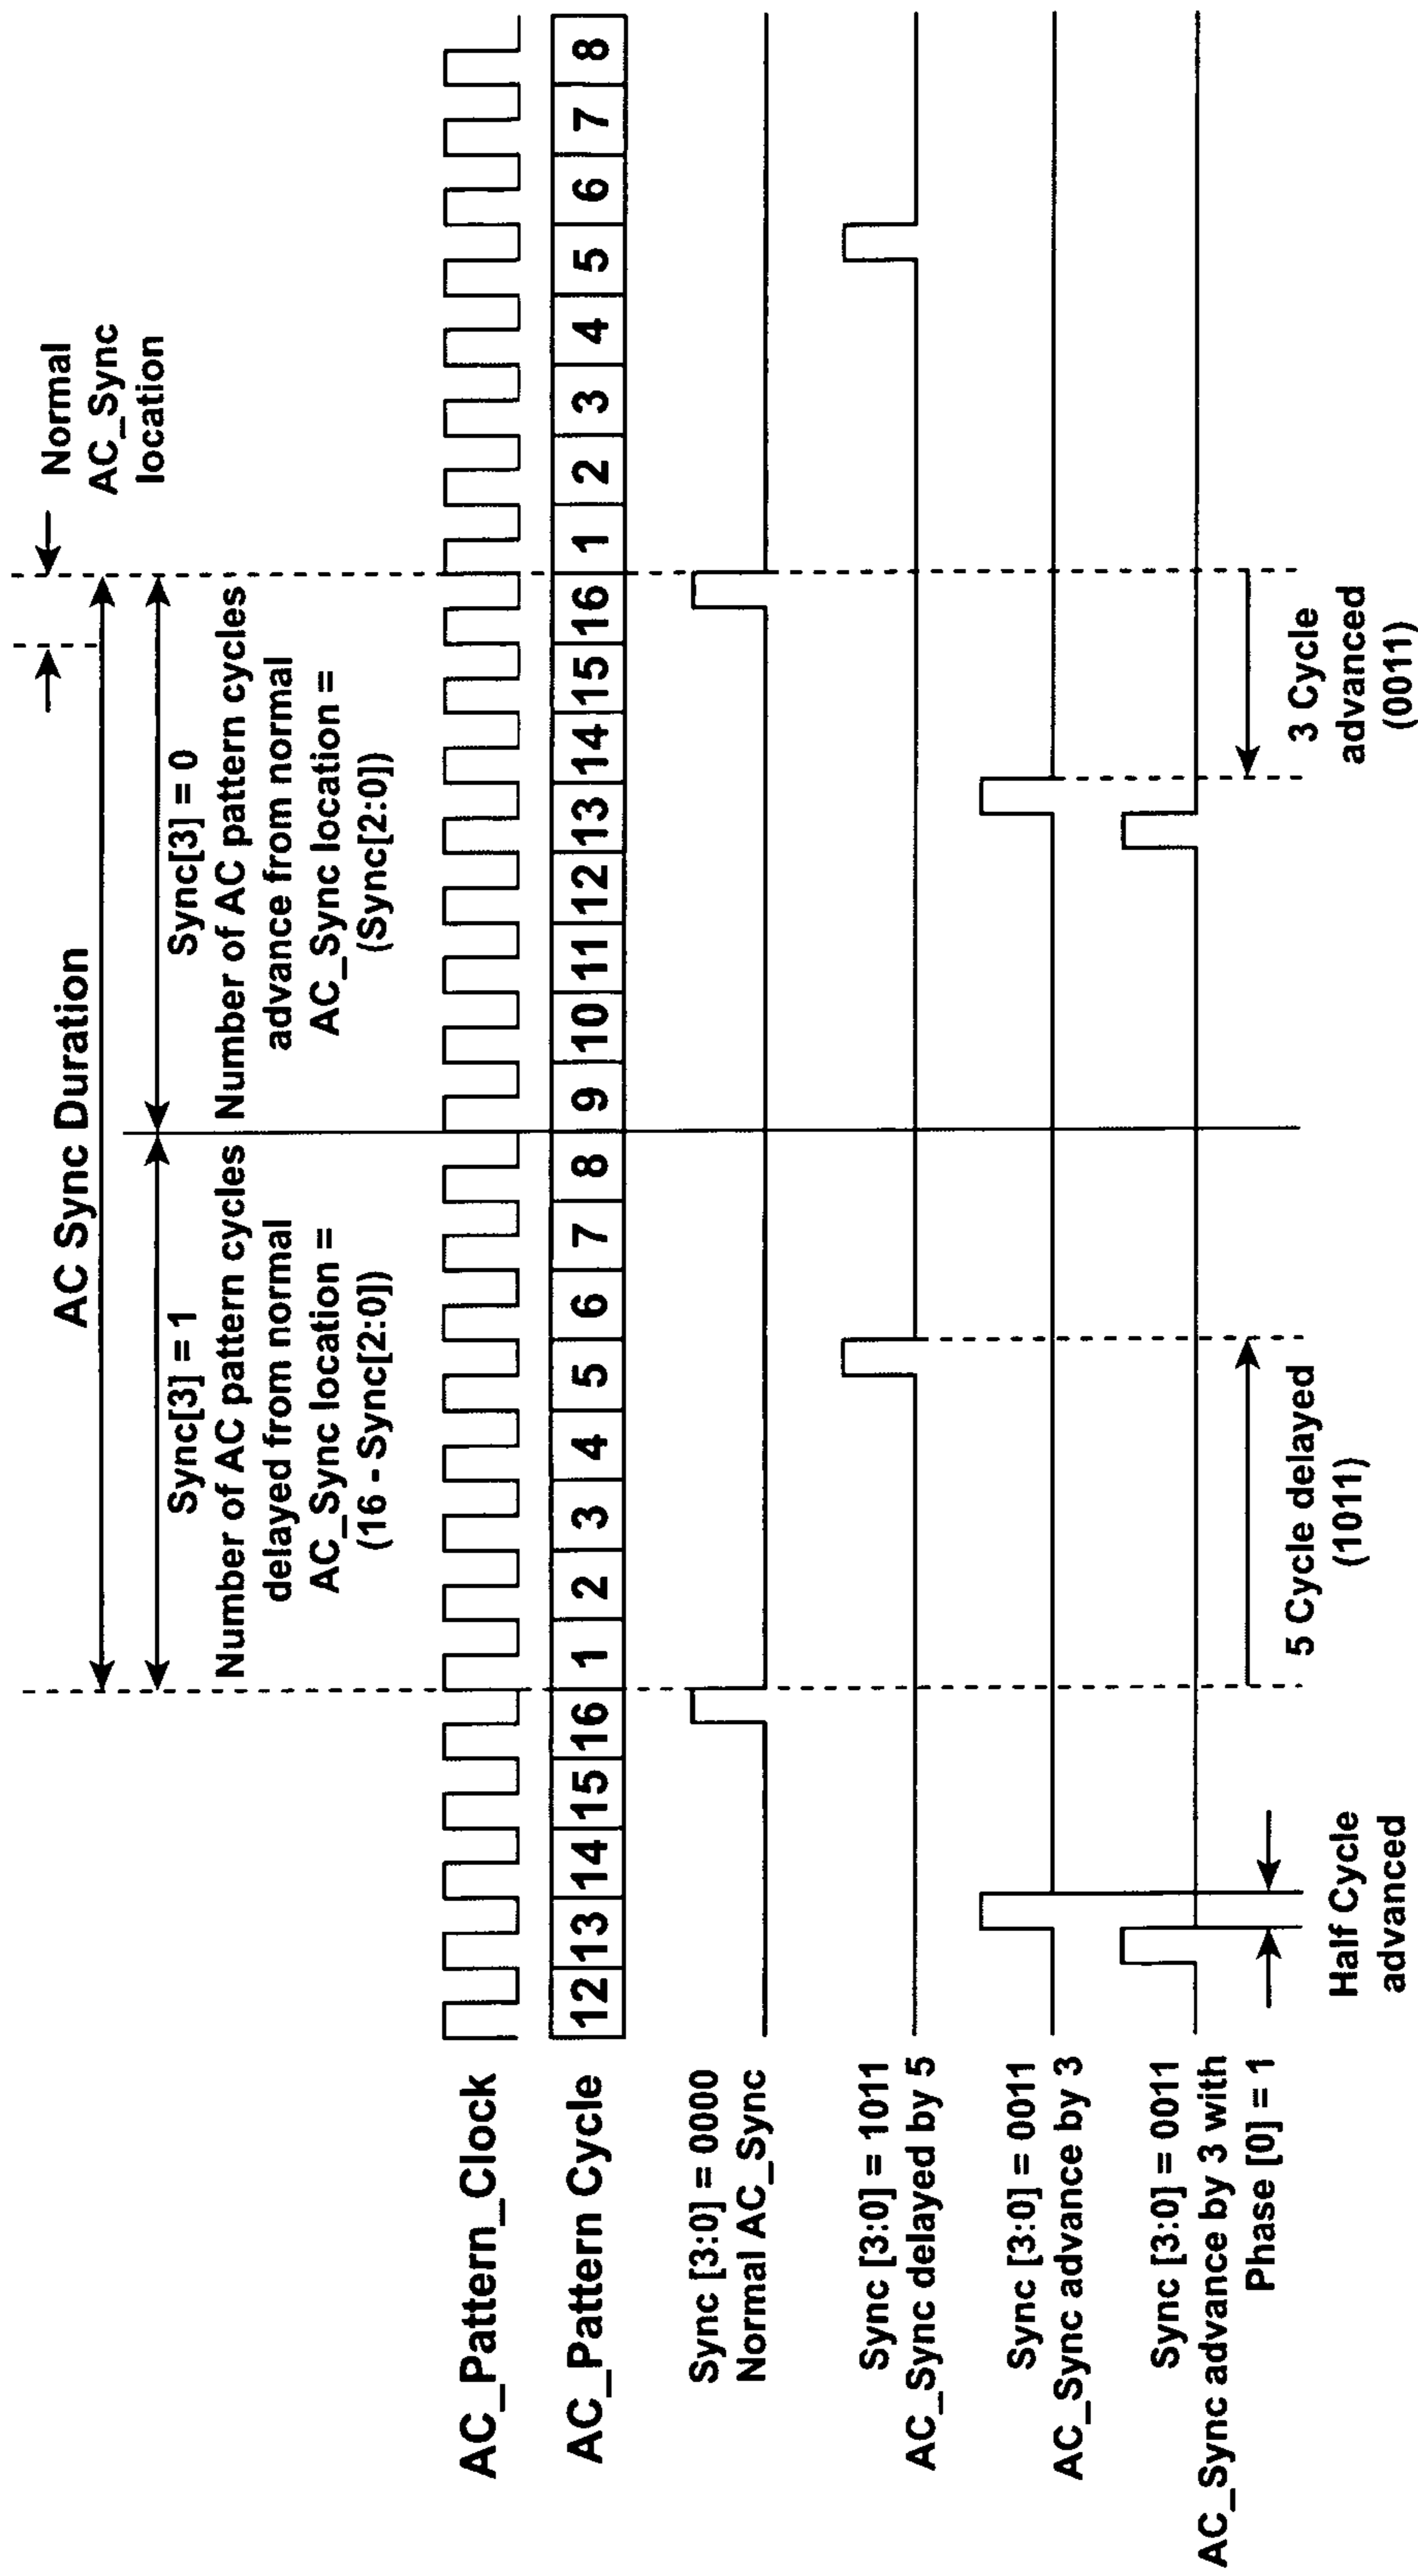 AC Sync Duration
Normal
AC_Sync
location
Sync[3] = 1
Number of AC pattern cycles
delayed from normal
AC_Sync location =
(16 - Sync[2:0])
Sync[3] = 0
Number of AC pattern cycles
advance from normal
AC_Sync location =
(Sync[2:0])
AC_Pattern_Clock
AC_Pattern Cycle
12 13 14 15 16 1 2 3 4 5 6 7 8 9 10 11 12 13 14 15 16 1 2 3 4 5 6 7 8
Sync [3:0] = 0000
Normal AC_Sync
Sync [3:0] = 1011
AC_Sync delayed by 5
Sync [3:0] = 0011
AC_Sync advance by 3
Sync [3:0] = 0011
AC_Sync advance by 3 with
Phase [0] = 1
Half Cycle
advanced
5 Cycle delayed
(1011)
3 Cycle
advanced
(0011)